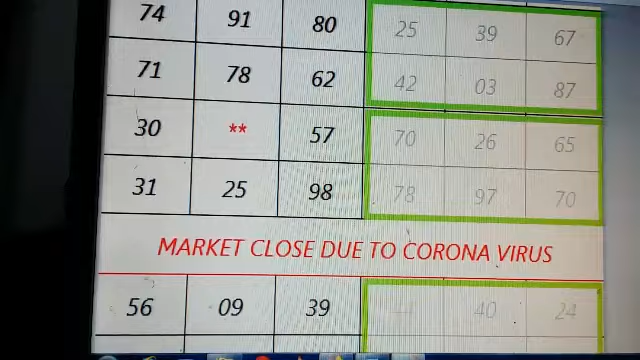 74 91 80 25 39 67
71 78 62 42 03 87
30 ** 57 70 26 65
31 25 98 78 97 70
MARKET CLOSE DUE TO CORONA VIRUS
56 09 39 40 24